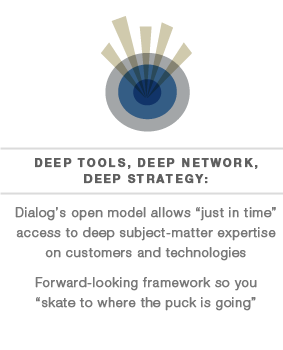 DEEP TOOLS, DEEP NETWORK,
DEEP STRATEGY:
Dialog’s open model allows “just in time”
access to deep subject-matter expertise
on customers and technologies
Forward-looking framework so you
“skate to where the puck is going”